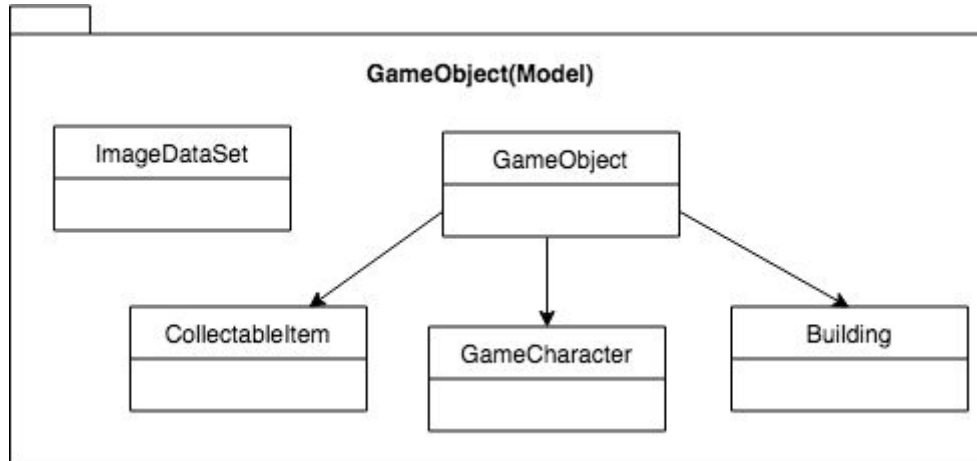 GameObject(Model)
ImageDataSet
GameObject
CollectableItem
GameCharacter
Building